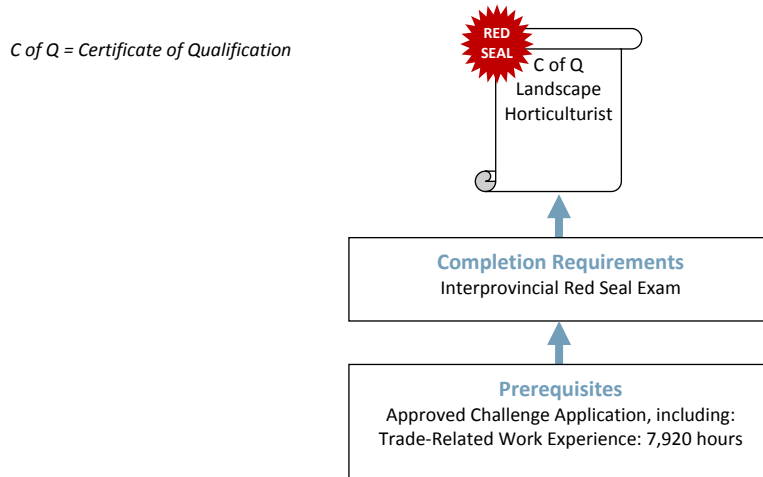 C of Q = Certificate of Qualification
RED
SEAL
C of Q
Landscape
Horticulturist
Completion Requirements
Interprovincial Red Seal Exam
Prerequisites
Approved Challenge Application, including:
Trade-Related Work Experience: 7,920 hours